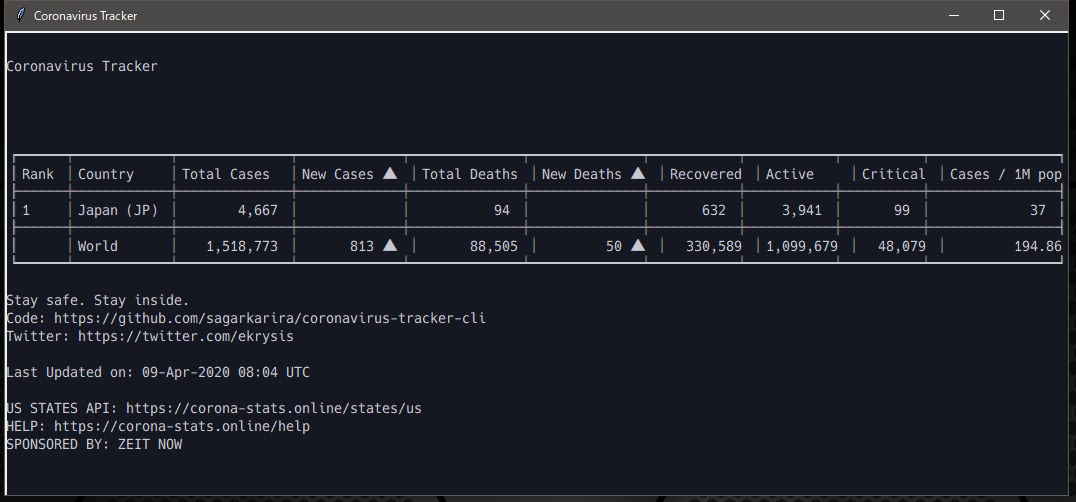 Coronavirus Tracker
Coronavirus Tracker
Rank Country Total Cases New Cases ▲ Total Deaths New Deaths ▲ Recovered Active Critical Cases / 1M pop
1 Japan (JP) 4,667 94 632 3,941 99 37
World 1,518,773 813 ▲ 88,505 50 ▲ 330,589 1,099,679 48,079 194.86
Stay safe. Stay inside.
Code: https://github.com/sagarkarira/coronavirus-tracker-cli
Twitter: https://twitter.com/ekrysis
Last Updated on: 09-Apr-2020 08:04 UTC
US STATES API: https://corona-stats.online/states/us
HELP: https://corona-stats.online/help
SPONSORED BY: ZEIT NOW